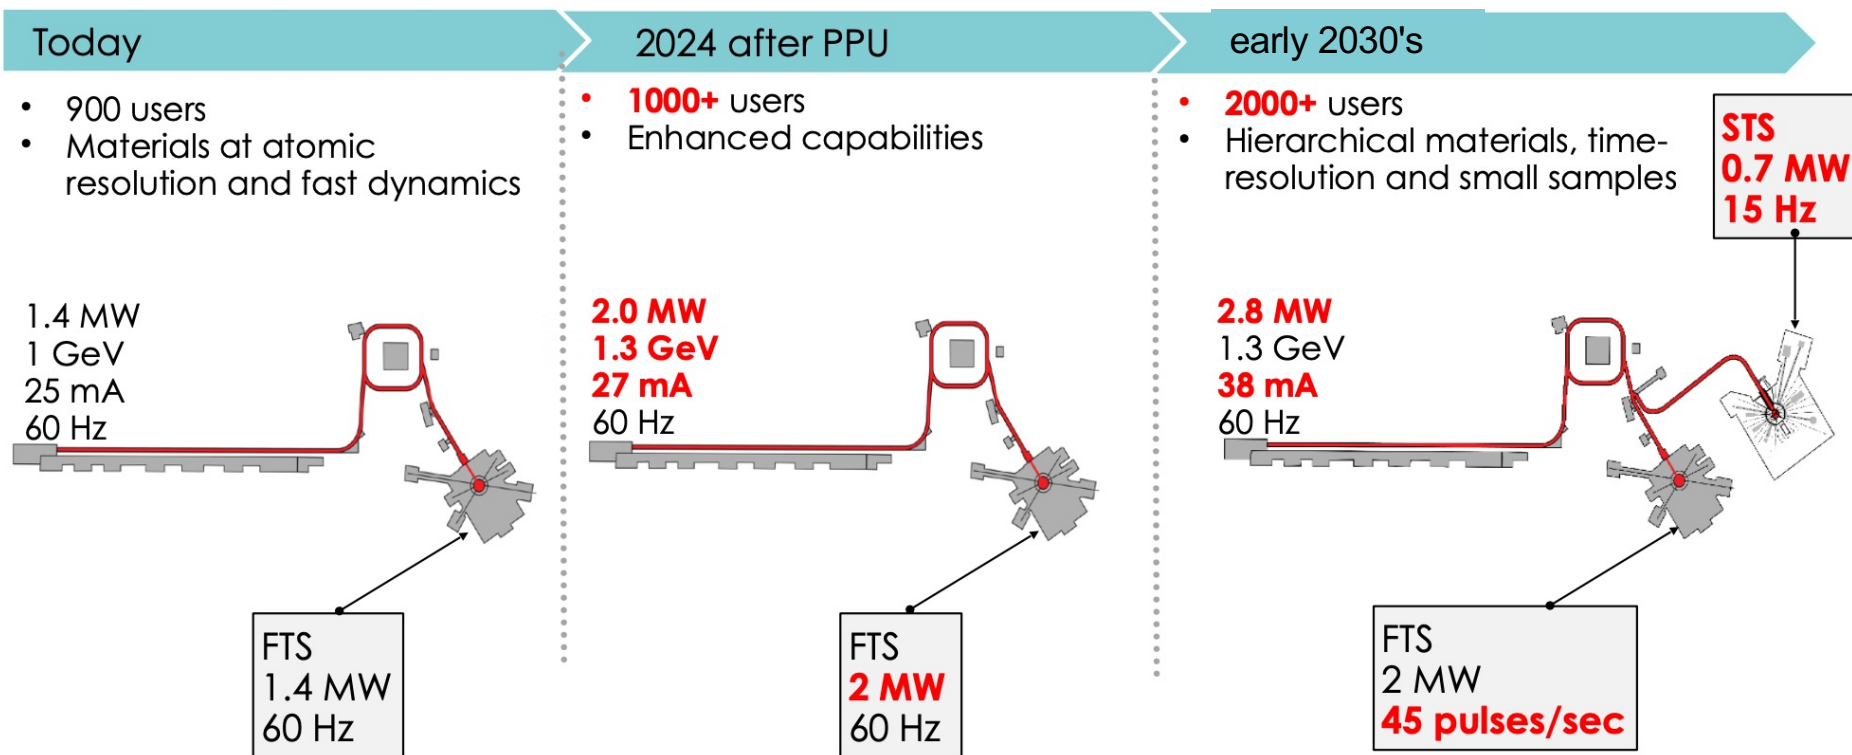 Today
• 900 users
• Materials at atomic
resolution and fast dynamics
1.4 MW
1 GeV
25 mA
60 Hz
FTS
1.4 MW
60 Hz
2024 after PPU
• 1000+ users
• Enhanced capabilities
2.0 MW
1.3 GeV
27 mA
60 Hz
FTS
2 MW
60 Hz
early 2030's
• 2000+ users
• Hierarchical materials, time-
resolution and small samples
STS
0.7 MW
15 Hz
2.8 MW
1.3 GeV
38 mA
60 Hz
FTS
2 MW
45 pulses/sec